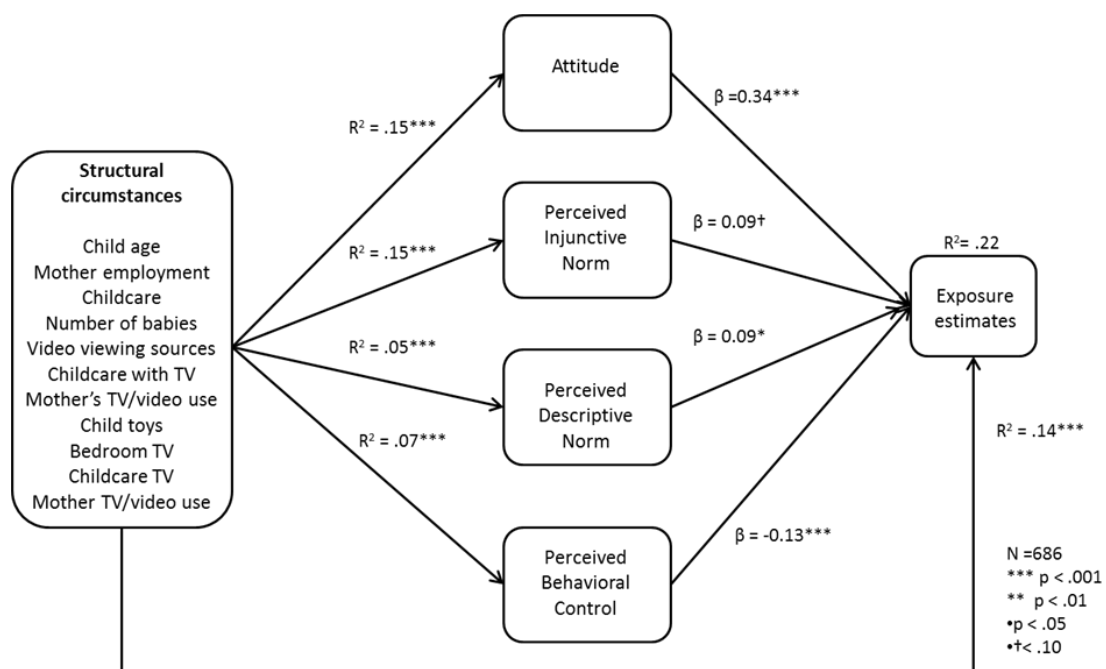 Structural
circumstances
Child age
Mother employment
Childcare
Number of babies
Video viewing sources
Childcare with TV
Mother’s TV/video use
Child toys
Bedroom TV
Childcare TV
Mother TV/video use
R² = .15***
R² = .15***
R² = .05***
R² = .07***
Attitude
Perceived
Injunctive
Norm
Perceived
Descriptive
Norm
Perceived
Behavioral
Control
β =0.34***
β = 0.09†
β = 0.09*
β = -0.13***
R²= .22
Exposure
estimates
R² = .14***
N =686
*** p < .001
** p < .01
•p < .05
•†< .10